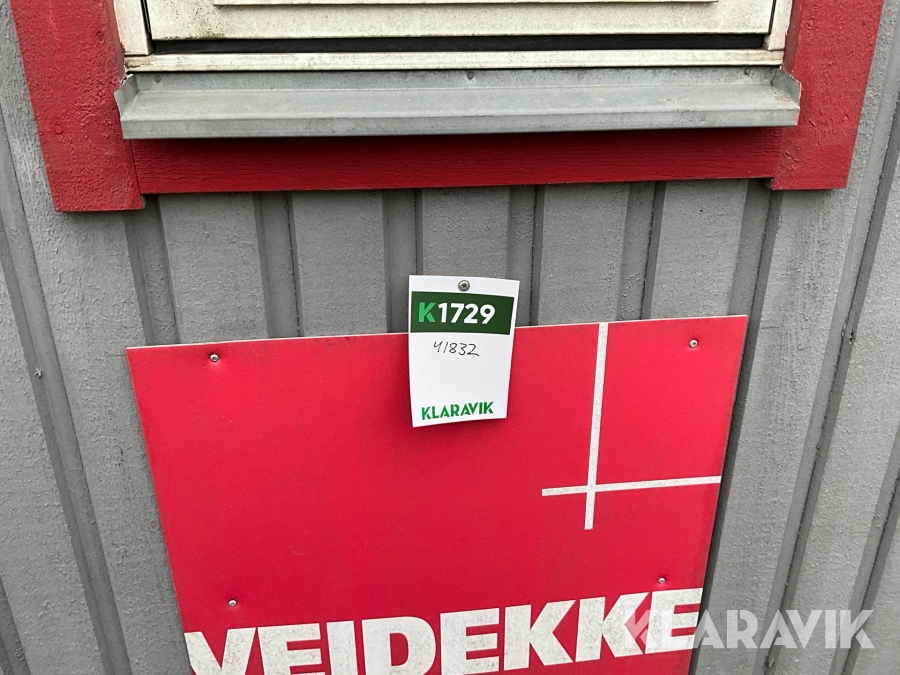 K1729
41832
KLARAVIK
VEIDEKKE
KLARAVIK